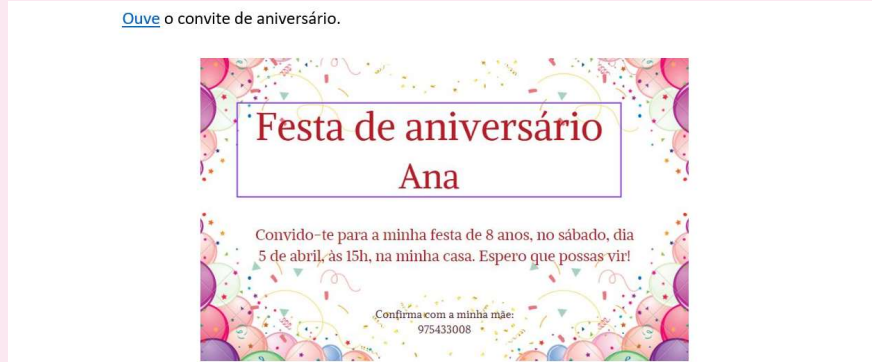 Ouve o convite de aniversário.
Festa de aniversário
Ana
Convido-te para a minha festa de 8 anos, no sábado, dia
5 de abril, às 15h, na minha casa. Espero que possas vir!
Confirma com a minha mãe:
975433008